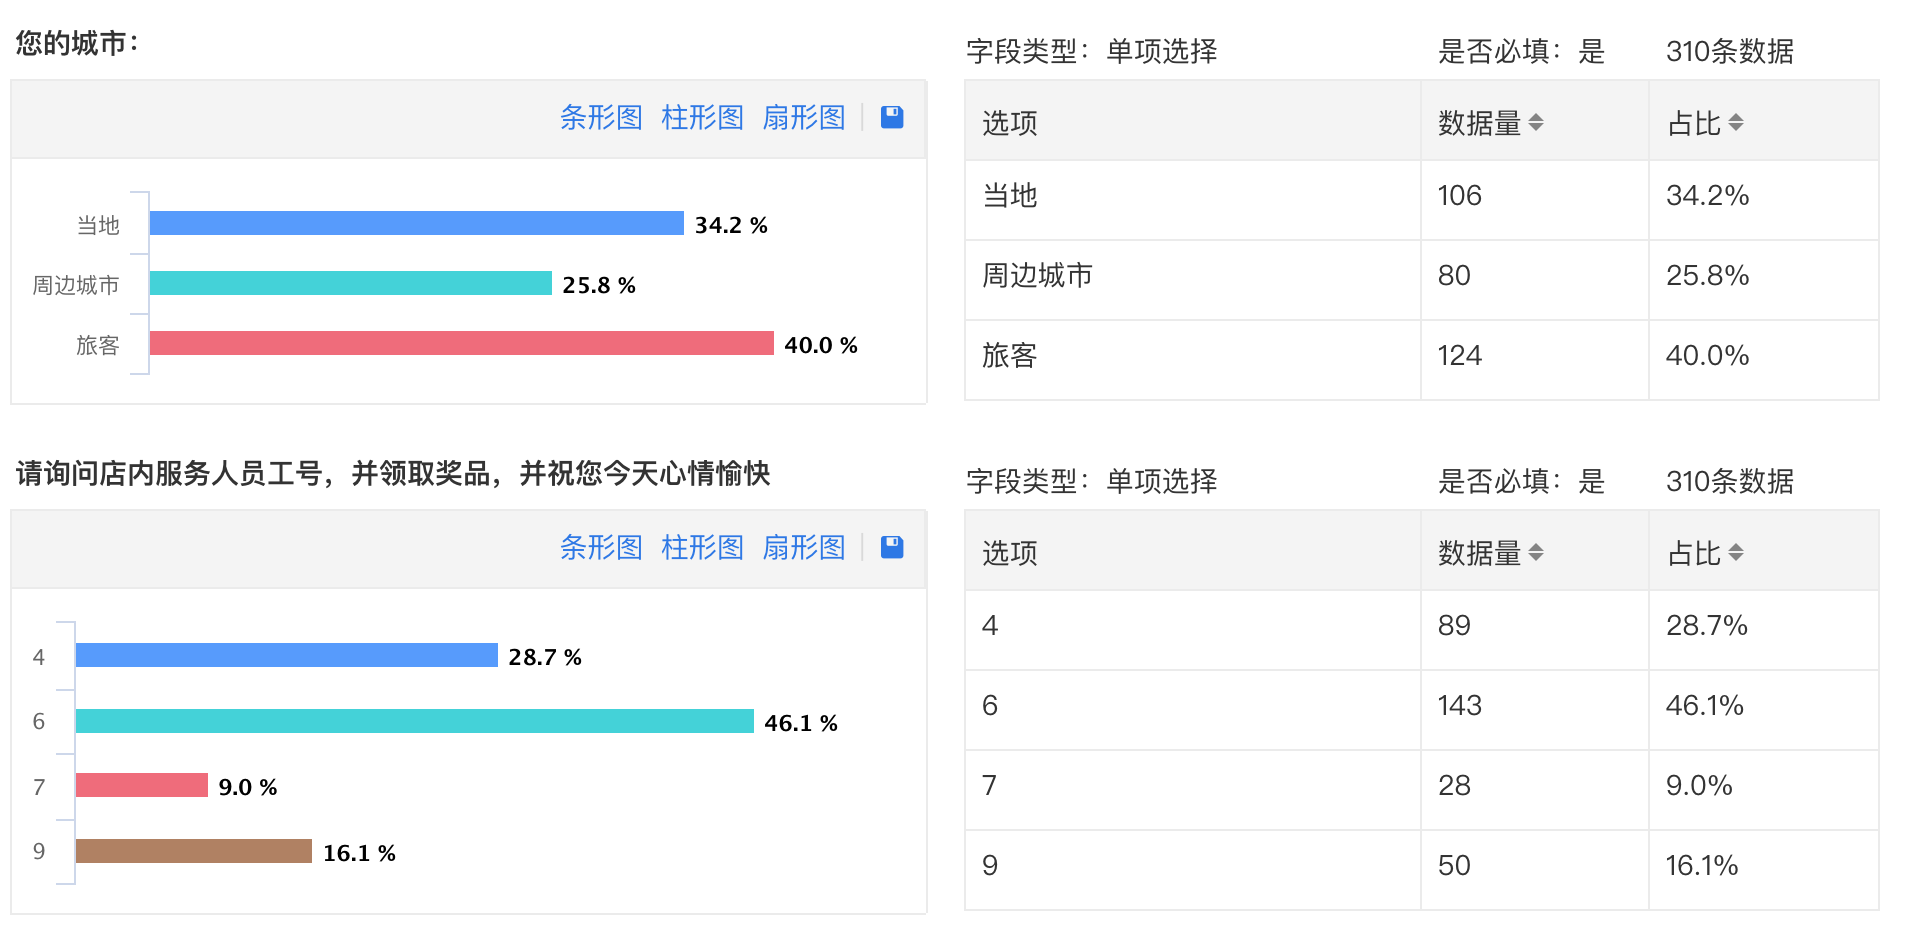 您的城市：
字段类型：单项选择 是否必填：是 310条数据
条形图 柱形图 扇形图
当地 34.2 %
周边城市 25.8 %
旅客 40.0 %
选项 数据量 占比
当地 106 34.2%
周边城市 80 25.8%
旅客 124 40.0%
请询问店内服务人员工号，并领取奖品，并祝您今天心情愉快
字段类型：单项选择 是否必填：是 310条数据
条形图 柱形图 扇形图
4 28.7 %
6 46.1 %
7 9.0 %
9 16.1 %
选项 数据量 占比
4 89 28.7%
6 143 46.1%
7 28 9.0%
9 50 16.1%